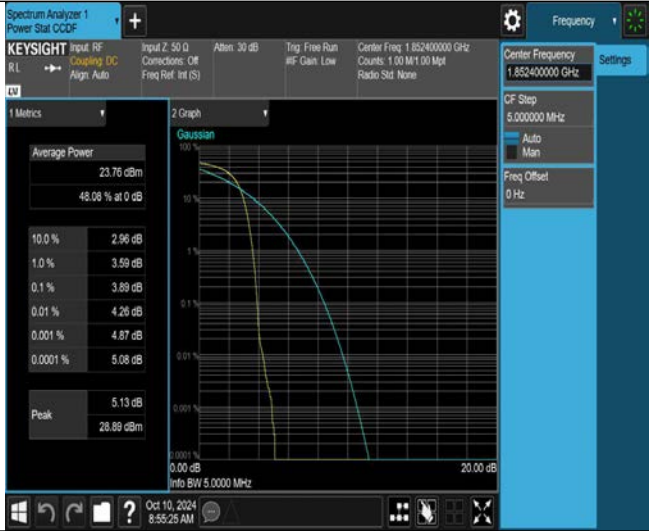 Spectrum Analyzer 1
Power Stat CCDF
+
Frequency
KEYSIGHT
RL
Input: RF
Coupling: DC
Align: Auto
Input Z: 50 Ω
Corrections: Off
Freq Ref: Int (S)
Atten: 30 dB
Trig: Free Run
#IF Gain: Low
Center Freq: 1.852400000 GHz
Counts: 1.00 M/1.00 Mpt
Radio Std: None
1 Metrics
Average Power
23.76 dBm
48.08 % at 0 dB
10.0 % 2.96 dB
1.0 % 3.59 dB
0.1 % 3.89 dB
0.01 % 4.26 dB
0.001 % 4.87 dB
0.0001 % 5.08 dB
Peak
5.13 dB
28.89 dBm
2 Graph
Gaussian
100 %
10 %
1 %
0.1 %
0.01 %
0.001 %
0.0001 %
0.00 dB 20.00 dB
Info BW 5.0000 MHz
Center Frequency
1.852400000 GHz
CF Step
5.000000 MHz
Auto
Man
Freq Offset
0 Hz
Settings
?
Oct 10, 2024
8:55:25 AM